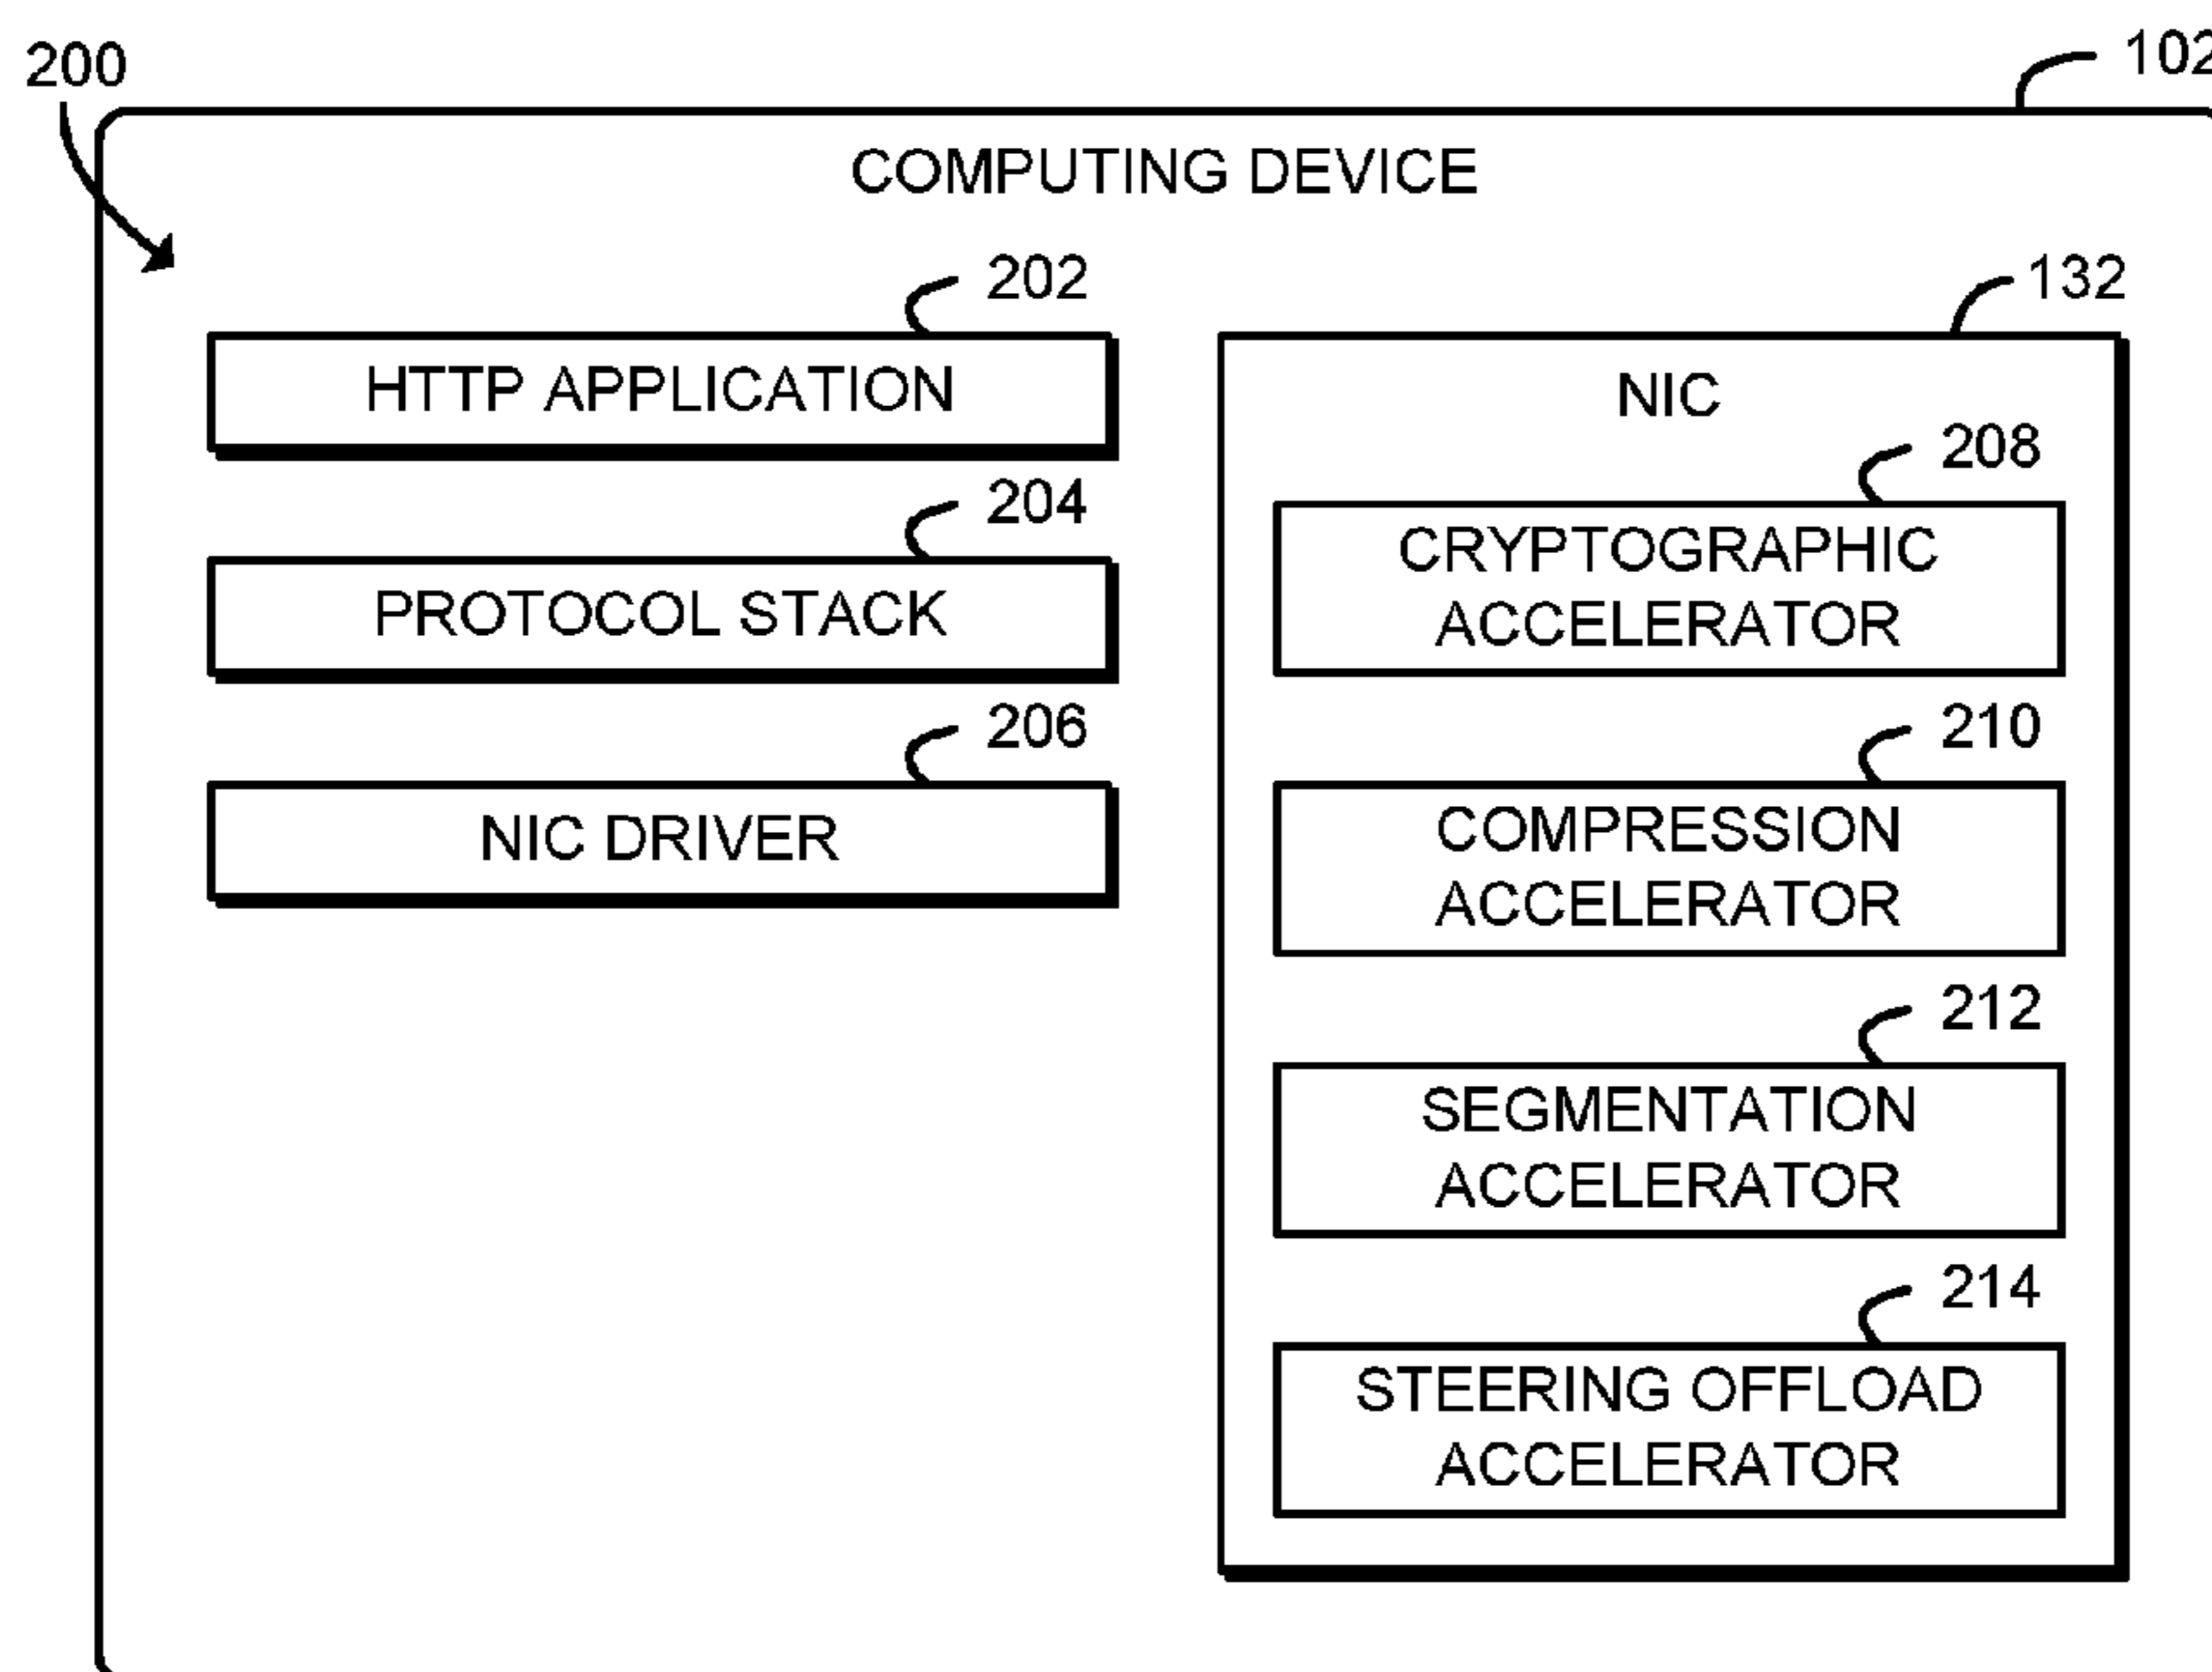 200
102
COMPUTING DEVICE
202
HTTP APPLICATION
204
PROTOCOL STACK
206
NIC DRIVER
132
NIC
208
CRYPTOGRAPHIC
ACCELERATOR
210
COMPRESSION
ACCELERATOR
212
SEGMENTATION
ACCELERATOR
214
STEERING OFFLOAD
ACCELERATOR